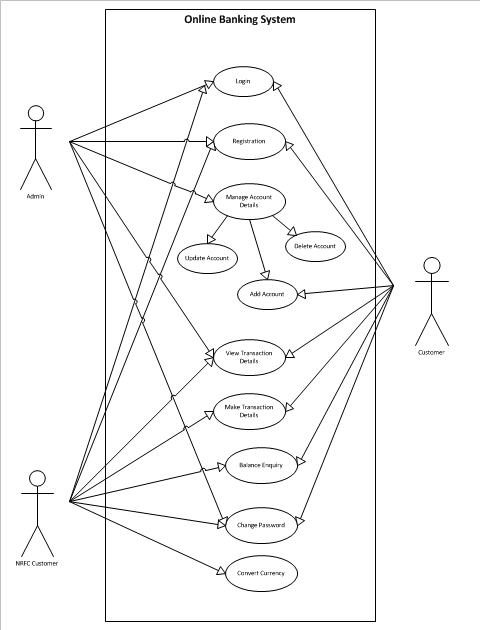 Online Banking System
Login
Admin
Registration
Manage Account
Details
Update Account
Delete Account
Add Account
Customer
View Transaction
Details
Make Transaction
Details
Balance Enquiry
Change Password
NRFC Customer
Convert Currency